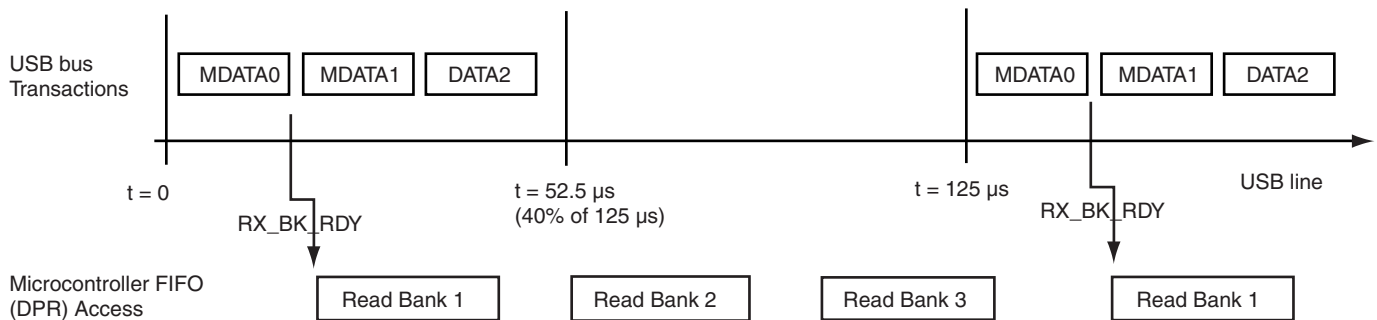 USB bus
Transactions
MDATA0 MDATA1 DATA2 MDATA0 MDATA1 DATA2
t = 0
t = 52.5 µs
(40% of 125 µs)
t = 125 µs
USB line
RX_BK_RDY
RX_BK_RDY
Microcontroller FIFO
(DPR) Access
Read Bank 1 Read Bank 2 Read Bank 3 Read Bank 1